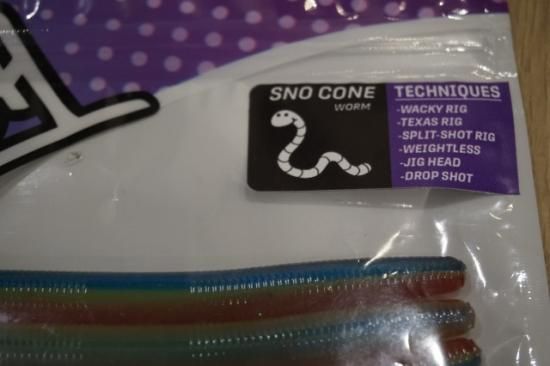 SNO CONE
WORM
TECHNIQUES
-WACKY RIG
-TEXAS RIG
-SPLIT-SHOT RIG
-WEIGHTLESS
-JIG HEAD
-DROP SHOT